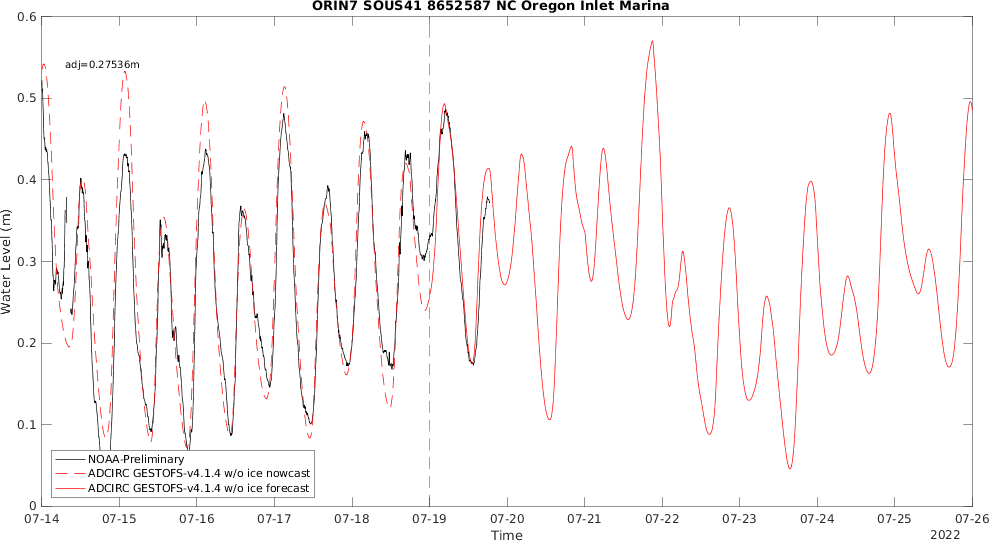 ORIN7 SOUS41 8652587 NC Oregon Inlet Marina
adj=0.27536m
Water Level (m)
0.6
0.5
0.4
0.3
0.2
0.1
0
NOAA-Preliminary
ADCIRC GESTOFS-v4.1.4 w/o ice nowcast
ADCIRC GESTOFS-v4.1.4 w/o ice forecast
07-14 07-15 07-16 07-17 07-18 07-19 07-20 07-21 07-22 07-23 07-24 07-25 07-26
Time
2022